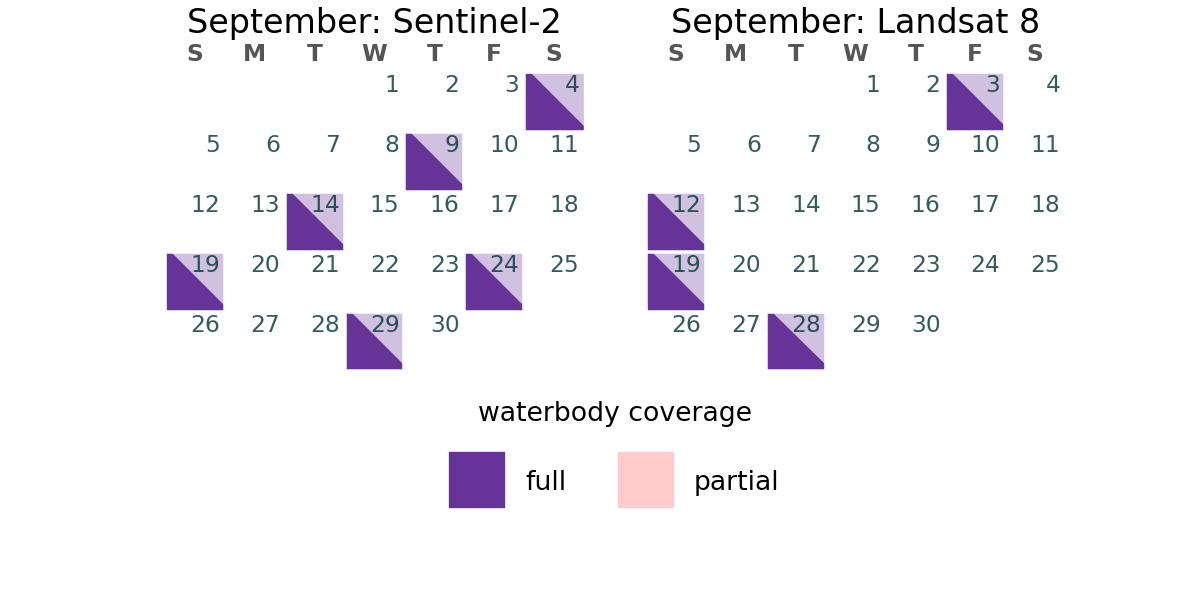 September: Sentinel-2
S M T W T F S
1 2 3 4
5 6 7 8 9 10 11
12 13 14 15 16 17 18
19 20 21 22 23 24 25
26 27 28 29 30
September: Landsat 8
S M T W T F S
1 2 3 4
5 6 7 8 9 10 11
12 13 14 15 16 17 18
19 20 21 22 23 24 25
26 27 28 29 30
waterbody coverage
full partial